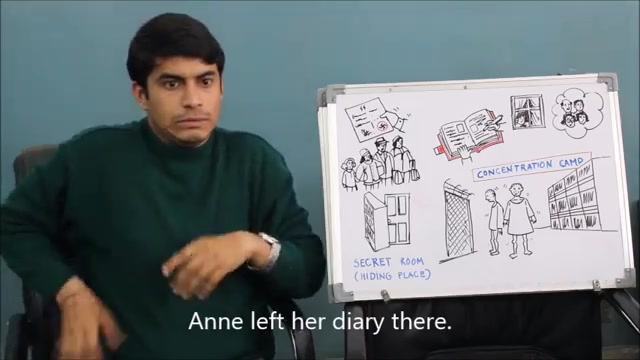 CONCENTRATION CAMP
SECRET ROOM
(HIDING PLACE)
Anne left her diary there.